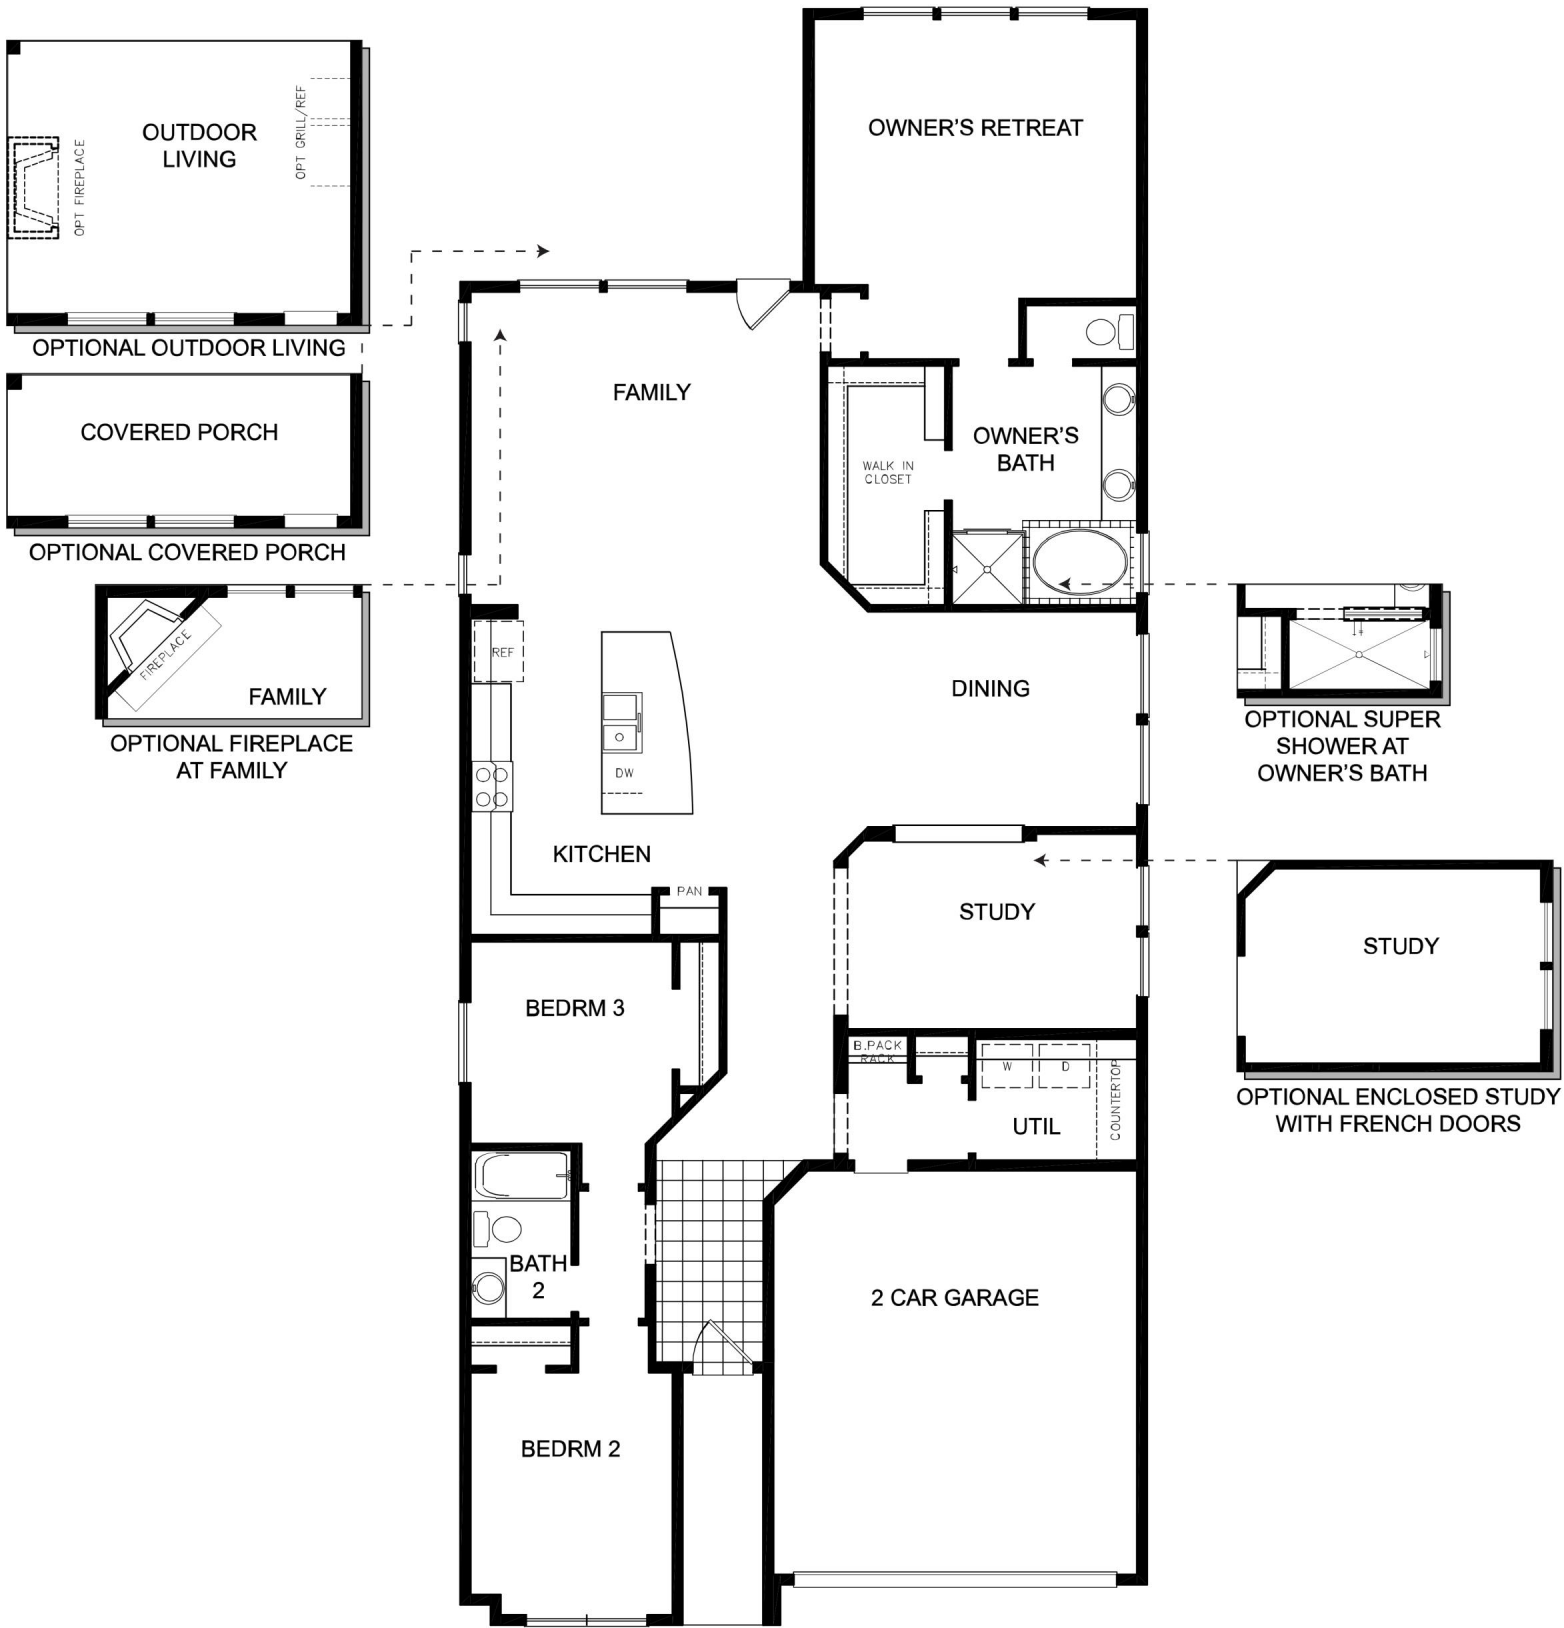 OUTDOOR
LIVING
OPT FIREPLACE
OPT GRILL/REF
OPTIONAL OUTDOOR LIVING
COVERED PORCH
OPTIONAL COVERED PORCH
FIREPLACE
FAMILY
OPTIONAL FIREPLACE
AT FAMILY
OWNER'S RETREAT
FAMILY
OWNER'S
BATH
WALK IN
CLOSET
REF
DW
KITCHEN
PAN
DINING
STUDY
BEDRM 3
B.PACK
RACK
W
D
COUNTERTOP
UTIL
BATH
2
2 CAR GARAGE
BEDRM 2
OPTIONAL SUPER
SHOWER AT
OWNER'S BATH
STUDY
OPTIONAL ENCLOSED STUDY
WITH FRENCH DOORS